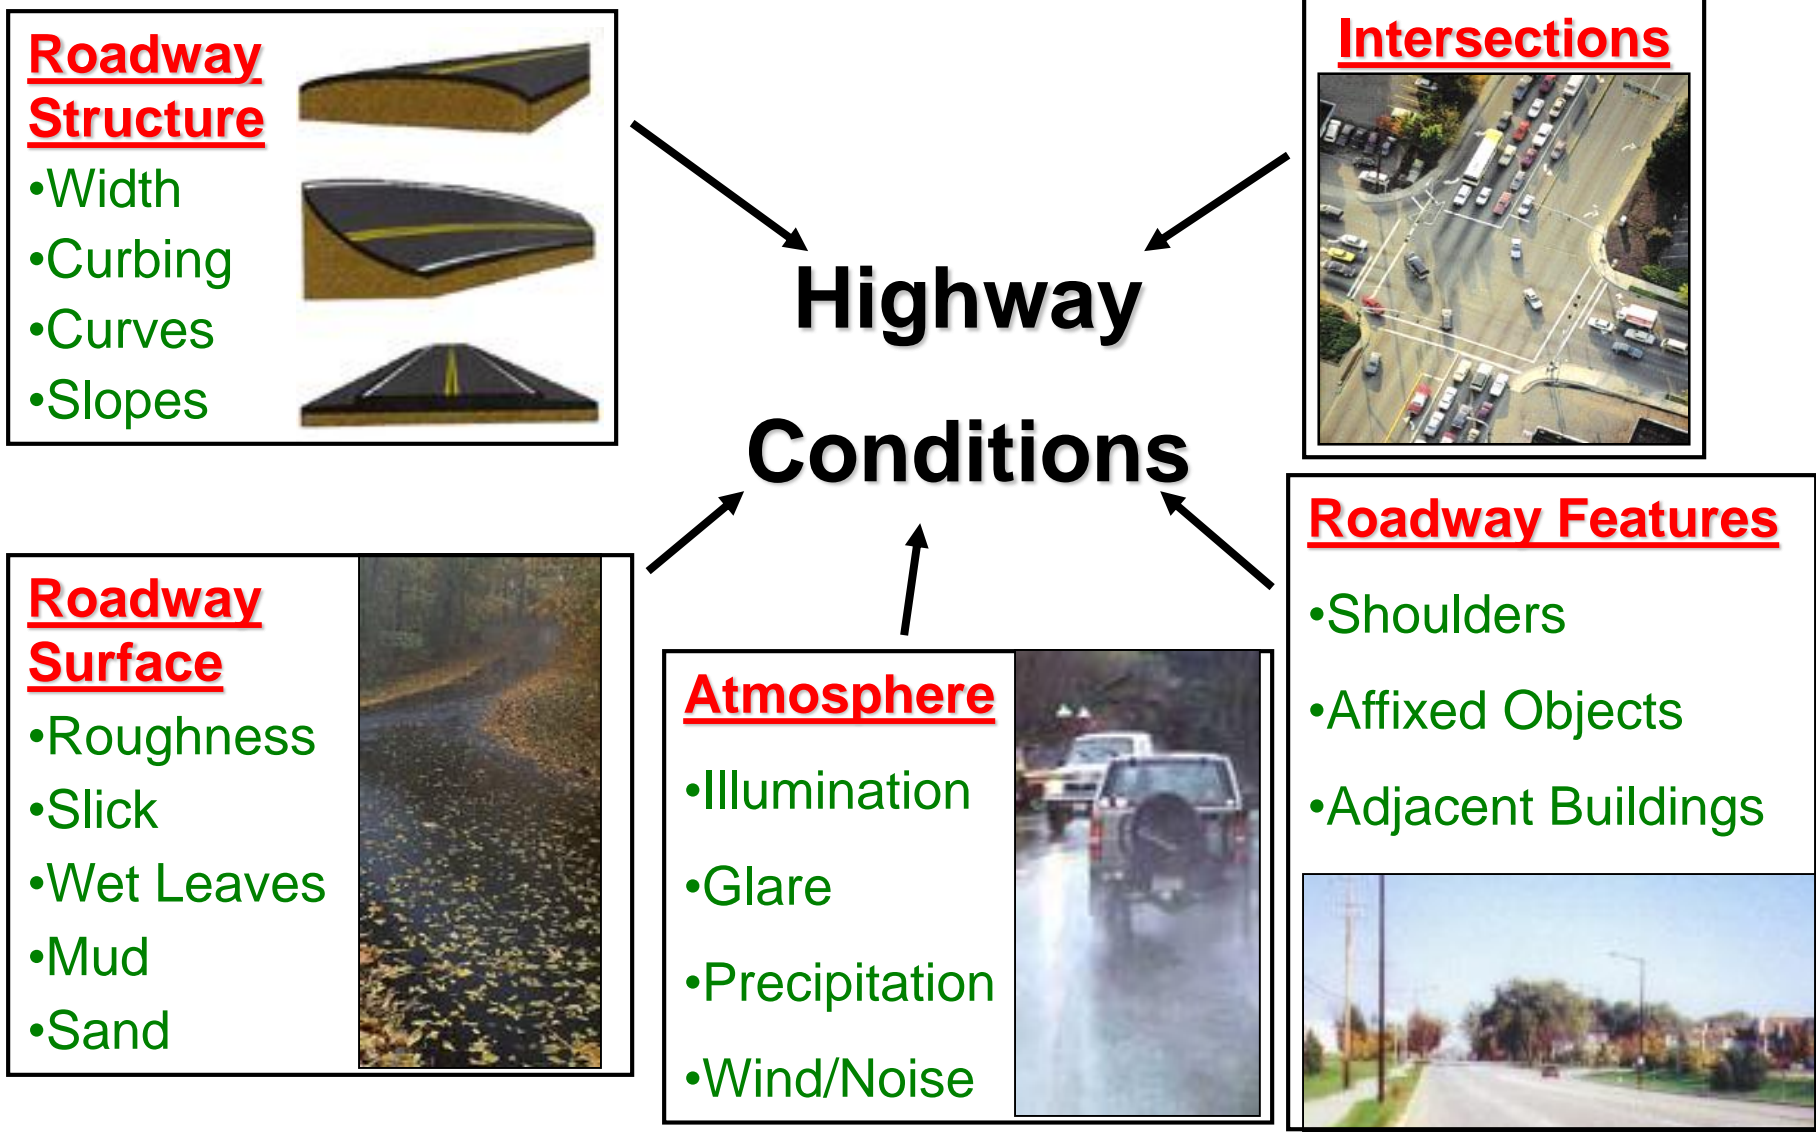 Roadway
Structure
•Width
•Curbing
•Curves
•Slopes
Intersections
Highway
Conditions
Roadway
Surface
•Roughness
•Slick
•Wet Leaves
•Mud
•Sand
Atmosphere
•Illumination
•Glare
•Precipitation
•Wind/Noise
Roadway Features
•Shoulders
•Affixed Objects
•Adjacent Buildings